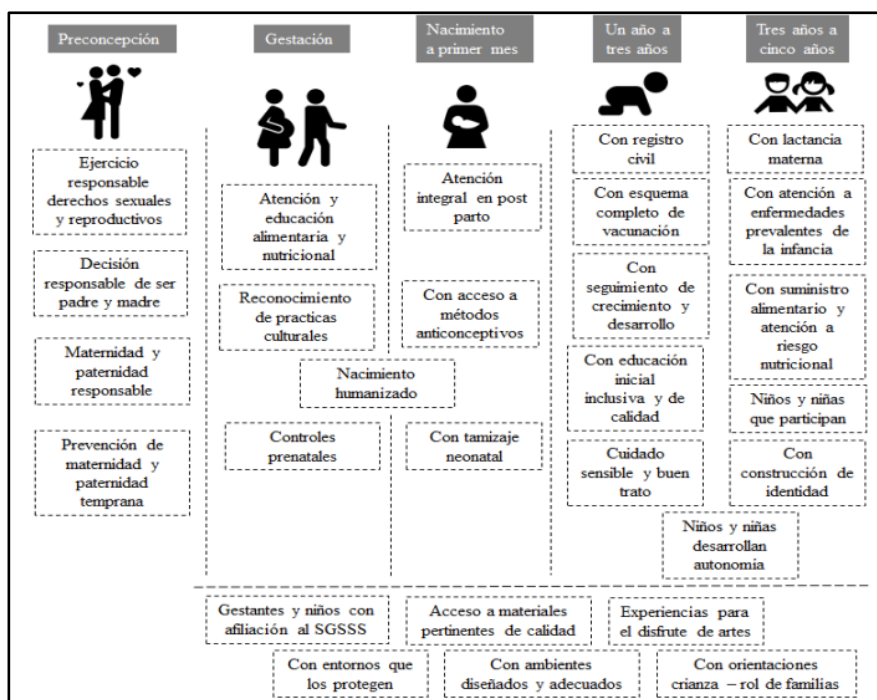 Preconcepción
Gestación
Nacimiento
a primer mes
Un año a
tres años
Tres años a
cinco años
Ejercicio
responsable
derechos sexuales
y reproductivos
Decisión
responsable de ser
padre y madre
Maternidad y
paternidad
responsable
Prevención de
maternidad y
paternidad
temprana
Atención y
educación
alimentaria y
nutricional
Reconocimiento
de practicas
culturales
Nacimiento
humanizado
Controles
prenatales
Atención
integral en post
parto
Con acceso a
métodos
anticonceptivos
Con tamizaje
neonatal
Con registro
civil
Con esquema
completo de
vacunación
Con
seguimiento de
crecimiento y
desarrollo
Con educación
inicial
inclusiva y de
calidad
Cuidado
sensible y buen
trato
Con lactancia
materna
Con atención a
enfermedades
prevalentes de
la infancia
Con suministro
alimentario y
atención a
riesgo
nutricional
Niños y niñas
que participan
Con
construcción de
identidad
Niños y niñas
desarrollan
autonomía
Gestantes y niños con
afiliación al SGSSS
Acceso a materiales
pertinentes de calidad
Experiencias para
el disfrute de artes
Con entornos que
los protegen
Con ambientes
diseñados y adecuados
Con orientaciones
crianza – rol de familias